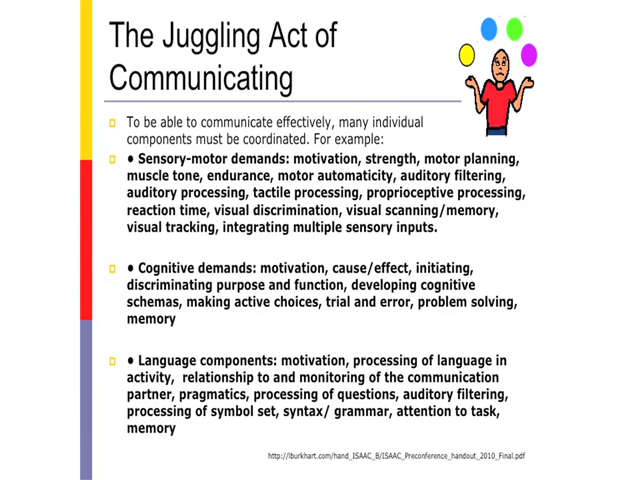 The Juggling Act of
Communicating
To be able to communicate effectively, many individual
components must be coordinated. For example:
• Sensory-motor demands: motivation, strength, motor planning,
muscle tone, endurance, motor automaticity, auditory filtering,
auditory processing, tactile processing, proprioceptive processing,
reaction time, visual discrimination, visual scanning/memory,
visual tracking, integrating multiple sensory inputs.
• Cognitive demands: motivation, cause/effect, initiating,
discriminating purpose and function, developing cognitive
schemas, making active choices, trial and error, problem solving,
memory
• Language components: motivation, processing of language in
activity,  relationship to and monitoring of the communication
partner, pragmatics, processing of questions, auditory filtering,
processing of symbol set, syntax/ grammar, attention to task,
memory
http://lburkhart.com/hand_ISAAC_B/ISAAC_Preconference_handout_2010_Final.pdf